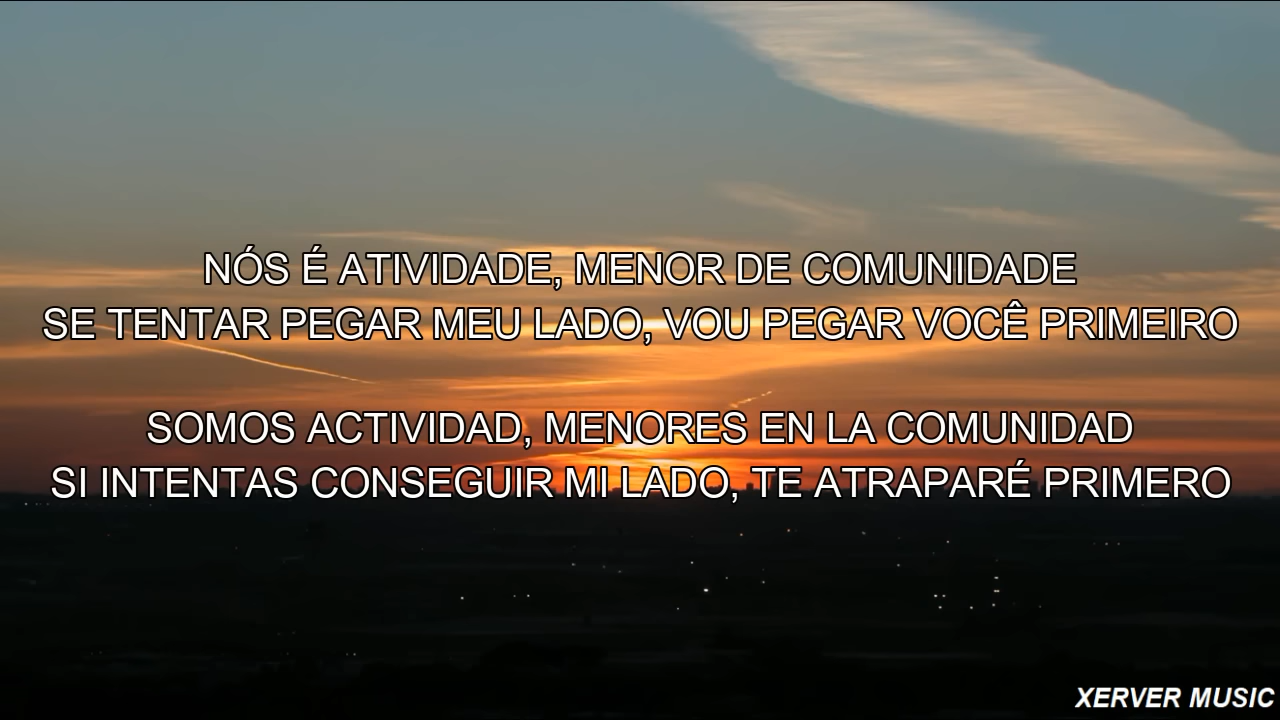 NÓS É ATIVIDADE, MENOR DE COMUNIDADE
SE TENTAR PEGAR MEU LADO, VOU PEGAR VOCÊ PRIMEIRO
SOMOS ACTIVIDAD, MENORES EN LA COMUNIDAD
SI INTENTAS CONSEGUIR MI LADO, TE ATRAPARÉ PRIMERO
XERVER MUSIC